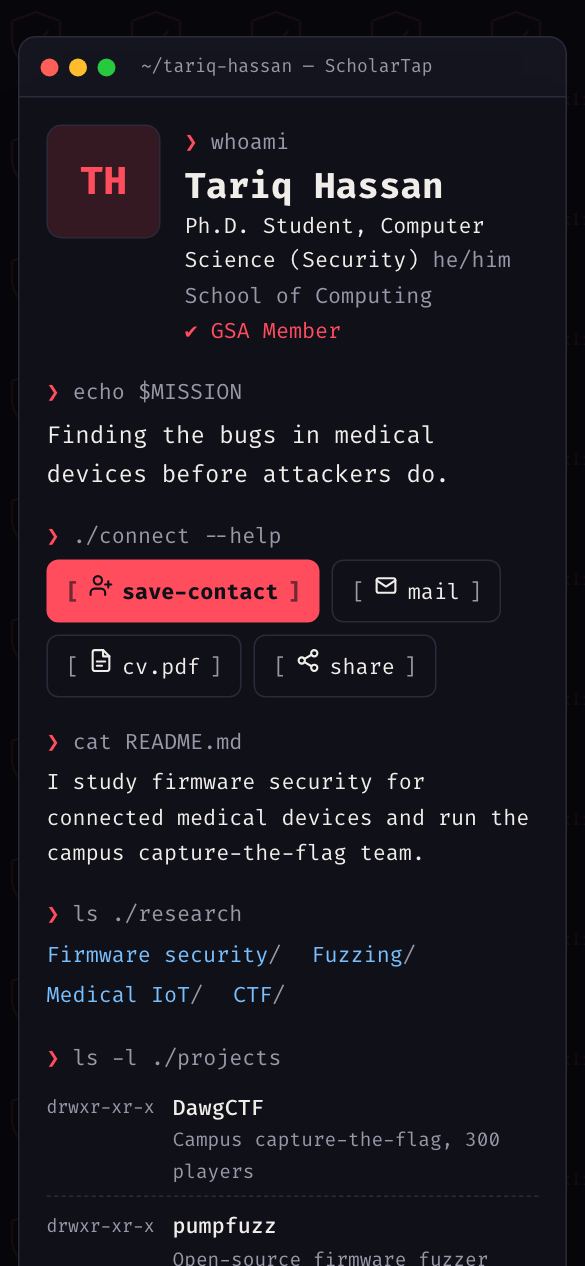 ~/tariq-hassan — ScholarTap
TH
❯ whoami
Tariq Hassan
Ph.D. Student, Computer
Science (Security) he/him
School of Computing
✔ GSA Member
❯ echo $MISSION
Finding the bugs in medical
devices before attackers do.
❯ ./connect --help
[ save-contact ] [ mail ]
[ cv.pdf ] [ share ]
❯ cat README.md
I study firmware security for
connected medical devices and run the
campus capture-the-flag team.
❯ ls ./research
Firmware security/ Fuzzing/
Medical IoT/ CTF/
❯ ls -l ./projects
drwxr-xr-x DawgCTF
Campus capture-the-flag, 300
players
drwxr-xr-x pumpfuzz
Open-source firmware fuzzer